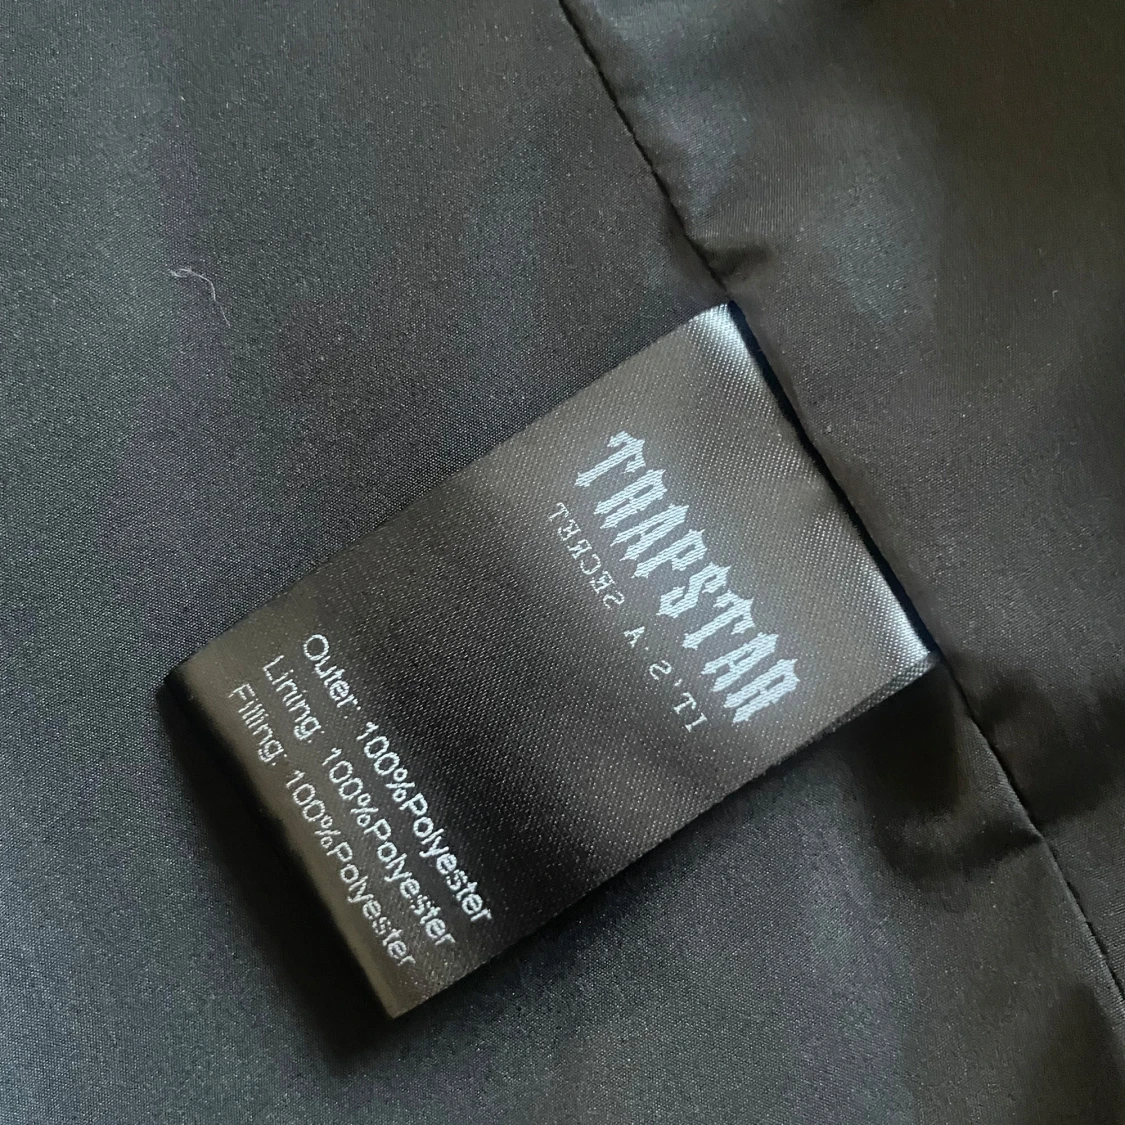 TRAPSTAR
IT'S A SECRET
Outer: 100%Polyester
Lining: 100%Polyester
Filling: 100%Polyester